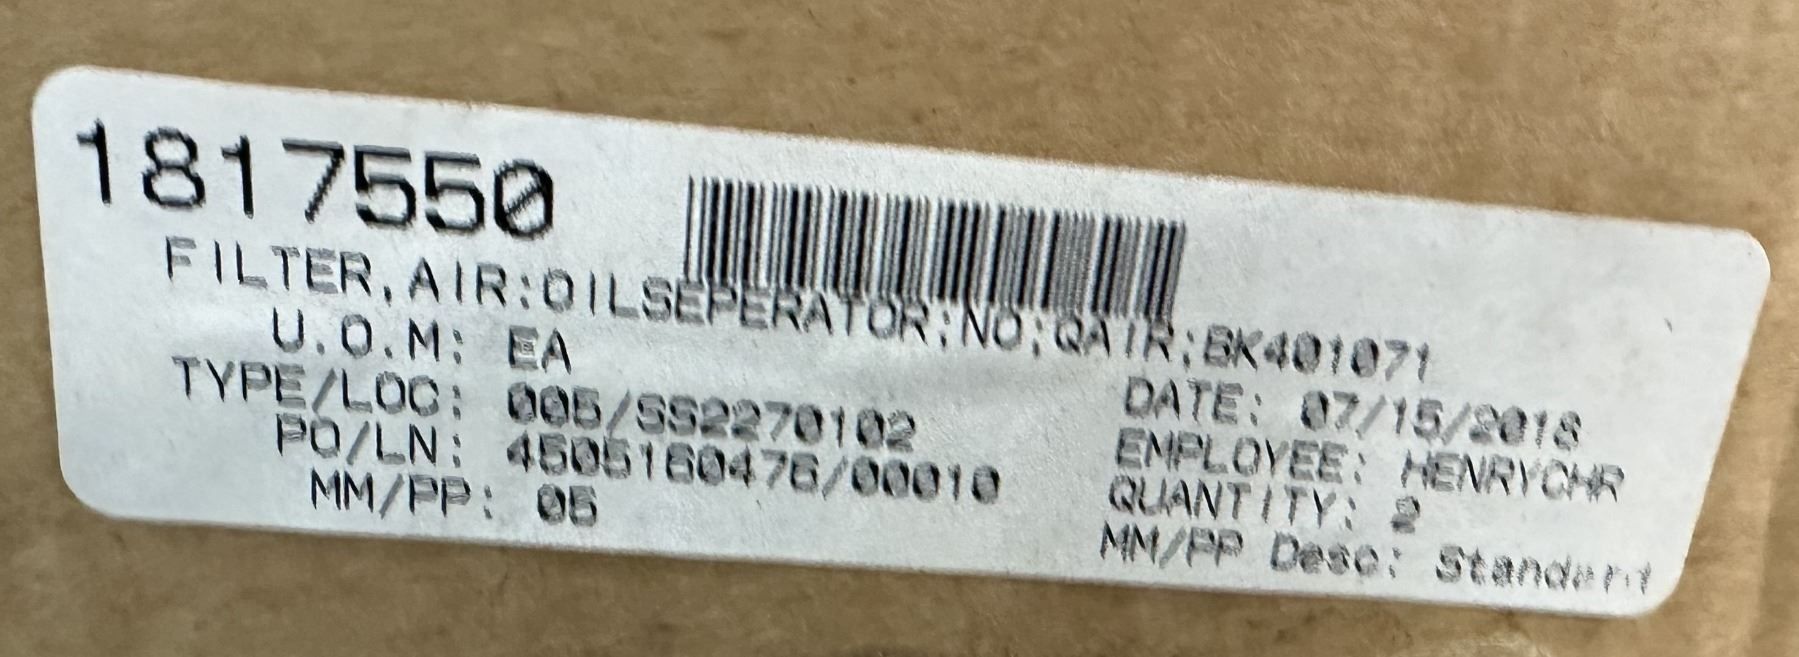 1817550
FILTER,AIR:OILSEPERATOR;NO;QAIR;BK401071
U.O.M: EA
TYPE/LOC: 005/SS2270102
DATE: 07/15/2018
PO/LN: 4505160476/00010
EMPLOYEE: HENRYCHR
MM/PP: 05
QUANTITY: 2
MM/PP Desc: Standard